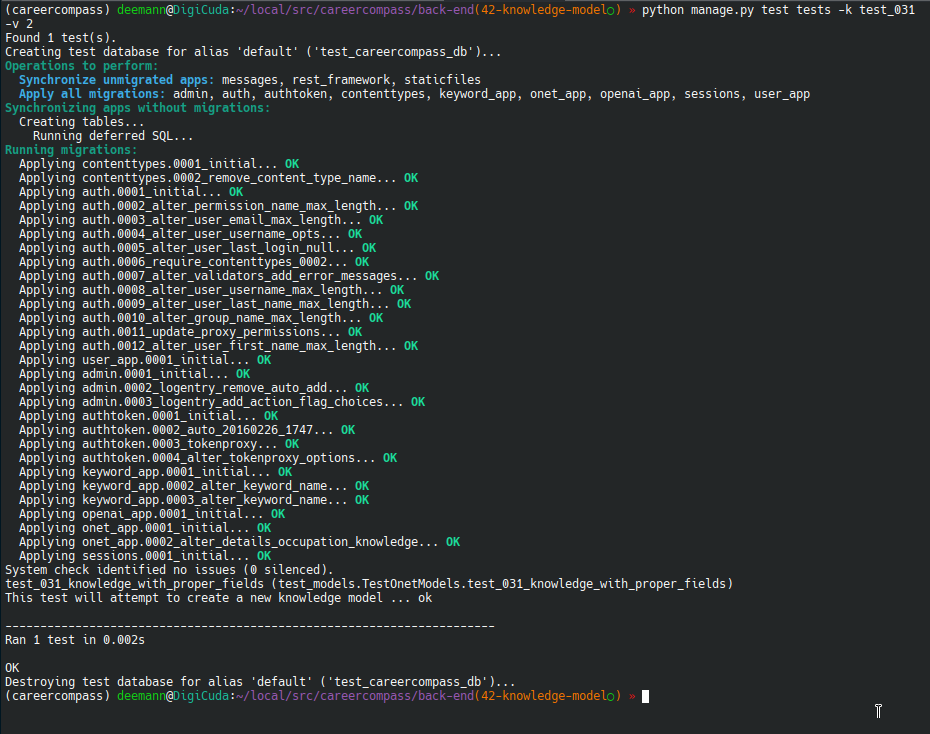 (careercompass) deemann@DigiCuda:~/local/src/careercompass/back-end(42-knowledge-model○) » python manage.py test tests -k test_031
-v 2
Found 1 test(s).
Creating test database for alias 'default' ('test_careercompass_db')...
Operations to perform:
  Synchronize unmigrated apps: messages, rest_framework, staticfiles
  Apply all migrations: admin, auth, authtoken, contenttypes, keyword_app, onet_app, openai_app, sessions, user_app
Synchronizing apps without migrations:
  Creating tables...
    Running deferred SQL...
Running migrations:
  Applying contenttypes.0001_initial... OK
  Applying contenttypes.0002_remove_content_type_name... OK
  Applying auth.0001_initial... OK
  Applying auth.0002_alter_permission_name_max_length... OK
  Applying auth.0003_alter_user_email_max_length... OK
  Applying auth.0004_alter_user_username_opts... OK
  Applying auth.0005_alter_user_last_login_null... OK
  Applying auth.0006_require_contenttypes_0002... OK
  Applying auth.0007_alter_validators_add_error_messages... OK
  Applying auth.0008_alter_user_username_max_length... OK
  Applying auth.0009_alter_user_last_name_max_length... OK
  Applying auth.0010_alter_group_name_max_length... OK
  Applying auth.0011_update_proxy_permissions... OK
  Applying auth.0012_alter_user_first_name_max_length... OK
  Applying user_app.0001_initial... OK
  Applying admin.0001_initial... OK
  Applying admin.0002_logentry_remove_auto_add... OK
  Applying admin.0003_logentry_add_action_flag_choices... OK
  Applying authtoken.0001_initial... OK
  Applying authtoken.0002_auto_20160226_1747... OK
  Applying authtoken.0003_tokenproxy... OK
  Applying authtoken.0004_alter_tokenproxy_options... OK
  Applying keyword_app.0001_initial... OK
  Applying keyword_app.0002_alter_keyword_name... OK
  Applying keyword_app.0003_alter_keyword_name... OK
  Applying openai_app.0001_initial... OK
  Applying onet_app.0001_initial... OK
  Applying onet_app.0002_alter_details_occupation_knowledge... OK
  Applying sessions.0001_initial... OK
System check identified no issues (0 silenced).
test_031_knowledge_with_proper_fields (test_models.TestOnetModels.test_031_knowledge_with_proper_fields)
This test will attempt to create a new knowledge model ... ok
----------------------------------------------------------------------
Ran 1 test in 0.002s
OK
Destroying test database for alias 'default' ('test_careercompass_db')...
(careercompass) deemann@DigiCuda:~/local/src/careercompass/back-end(42-knowledge-model○) »